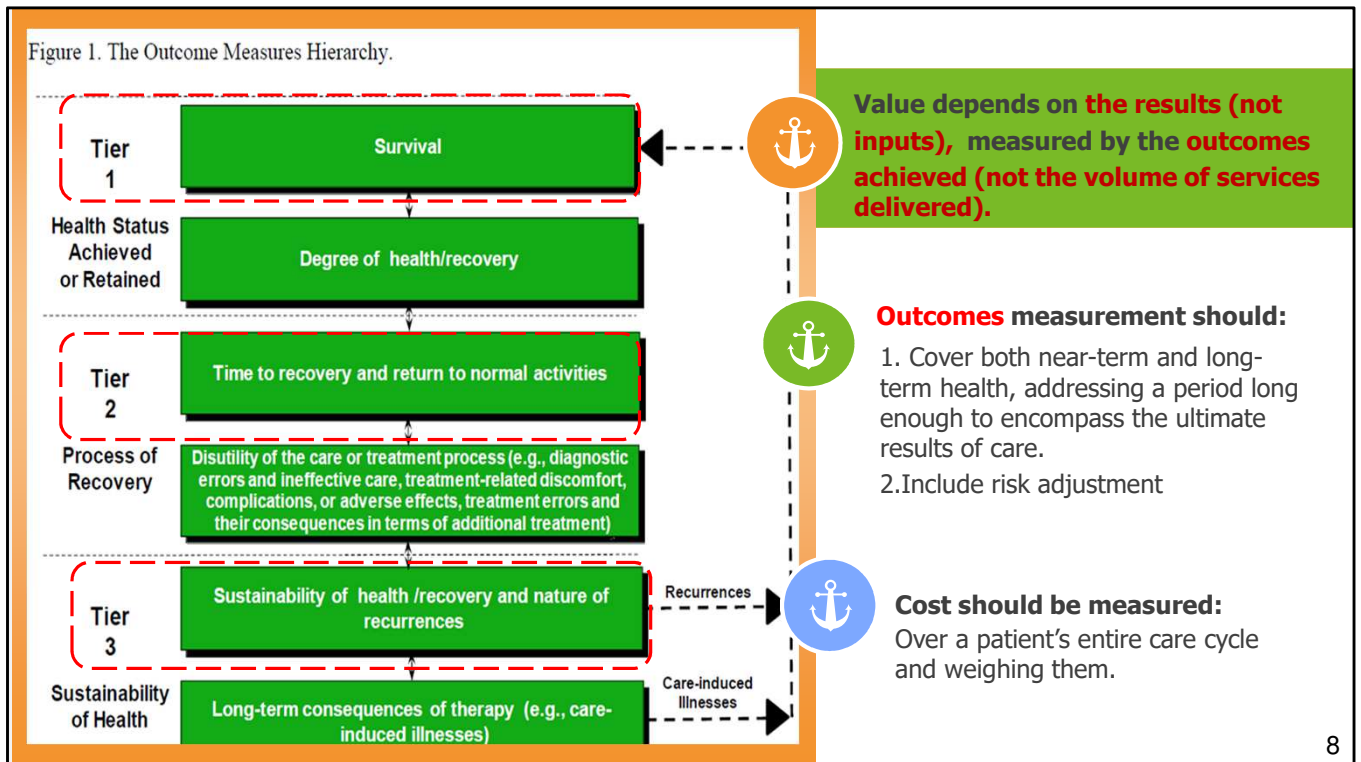 Figure 1. The Outcome Measures Hierarchy.
Tier
1
Survival
Health Status
Achieved
or Retained
Degree of health/recovery
Tier
2
Time to recovery and return to normal activities
Process of
Recovery
Disutility of the care or treatment process (e.g., diagnostic
errors and ineffective care, treatment-related discomfort,
complications, or adverse effects, treatment errors and
their consequences in terms of additional treatment)
Tier
3
Sustainability of health /recovery and nature of
recurrences
Recurrences
Sustainability
of Health
Long-term consequences of therapy (e.g., care-
induced illnesses)
Care-induced
Illnesses
Value depends on the results (not
inputs), measured by the outcomes
achieved (not the volume of services
delivered).
Outcomes measurement should:
1. Cover both near-term and long-
term health, addressing a period long
enough to encompass the ultimate
results of care.
2.Include risk adjustment
Cost should be measured:
Over a patient’s entire care cycle
and weighing them.
8